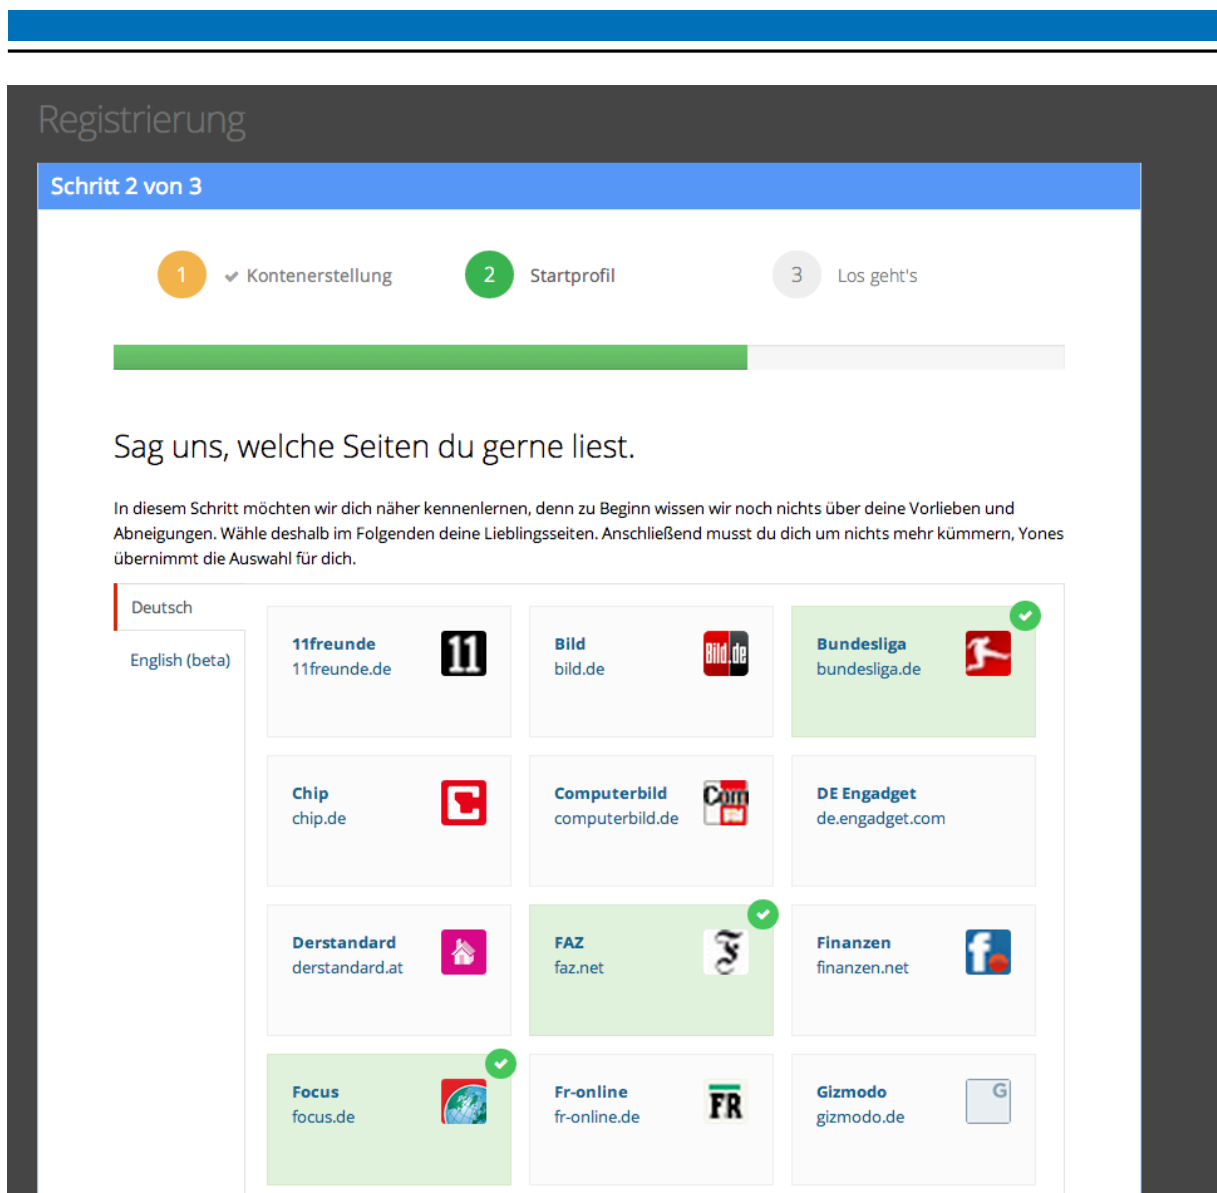 Registrierung
Schritt 2 von 3
1 Kontenerstellung 2 Startprofil 3 Los geht's
Sag uns, welche Seiten du gerne liest.
In diesem Schritt möchten wir dich näher kennenlernen, denn zu Beginn wissen wir noch nichts über deine Vorlieben und
Abneigungen. Wähle deshalb im Folgenden deine Lieblingsseiten. Anschließend musst du dich um nichts mehr kümmern, Yones
übernimmt die Auswahl für dich.
Deutsch
English (beta)
11freunde
11freunde.de
11
Bild
bild.de
Bild.de
Bundesliga
bundesliga.de
Chip
chip.de
Computerbild
computerbild.de
Com
DE Engadget
de.engadget.com
Derstandard
derstandard.at
FAZ
faz.net
F
Finanzen
finanzen.net
f
Focus
focus.de
Fr-online
fr-online.de
FR
Gizmodo
gizmodo.de
G